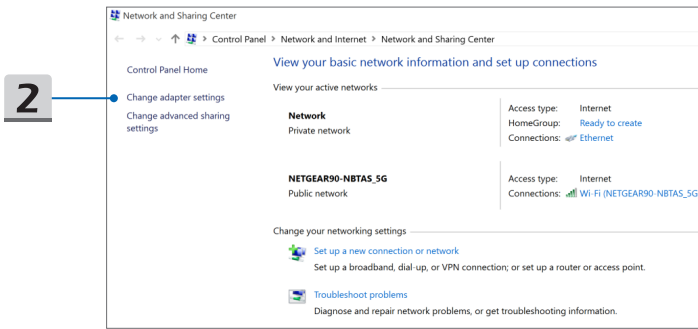 Network and Sharing Center
Control Panel > Network and Internet > Network and Sharing Center
Control Panel Home
2
Change adapter settings
Change advanced sharing
settings
View your basic network information and set up connections
View your active networks
Network
Private network
Access type: Internet
HomeGroup: Ready to create
Connections: Ethernet
NETGEAR90-NBTAS_5G
Public network
Access type: Internet
Connections: Wi-Fi (NETGEAR90-NBTAS_5G
Change your networking settings
Set up a new connection or network
Set up a broadband, dial-up, or VPN connection; or set up a router or access point.
Troubleshoot problems
Diagnose and repair network problems, or get troubleshooting information.